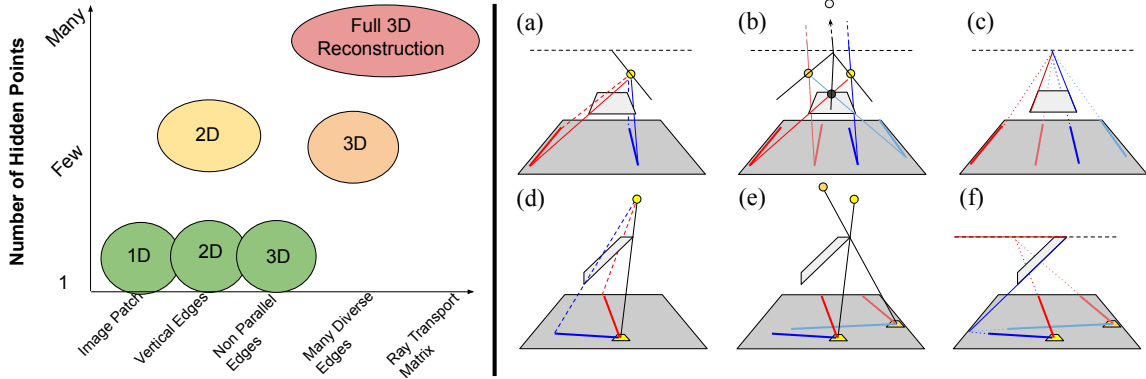 Number of Hidden Points
Many
Few
1
Full 3D
Reconstruction
2D
3D
1D
2D
3D
Image Patch
Vertical Edges
Non Parallel
Edges
Many Diverse
Edges
Ray Transport
Matrix
(a)
(b)
(c)
(d)
(e)
(f)